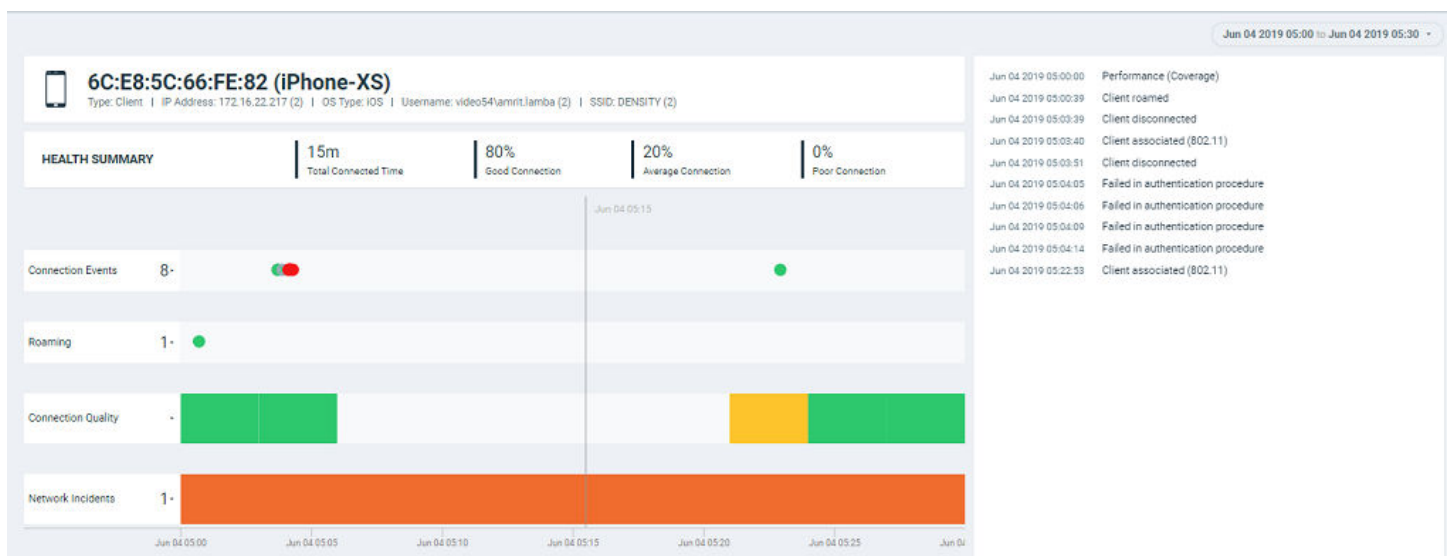 Jun 04 2019 05:00 to Jun 04 2019 05:30
6C:E8:5C:66:FE:82 (iPhone-XS)
Type: Client | IP Address: 172.16.22.217 (2) | OS Type: iOS | Username: video54\amrit.lamba (2) | SSID: DENSITY (2)
HEALTH SUMMARY
15m
Total Connected Time
80%
Good Connection
20%
Average Connection
0%
Poor Connection
Jun 04 05:15
Connection Events 8
Roaming 1
Connection Quality
Network Incidents 1
Jun 04 05:00 Jun 04 05:05 Jun 04 05:10 Jun 04 05:15 Jun 04 05:20 Jun 04 05:25 Jun 04
Jun 04 2019 05:00:00 Performance (Coverage)
Jun 04 2019 05:00:39 Client roamed
Jun 04 2019 05:03:39 Client disconnected
Jun 04 2019 05:03:40 Client associated (802.11)
Jun 04 2019 05:03:51 Client disconnected
Jun 04 2019 05:04:05 Failed in authentication procedure
Jun 04 2019 05:04:06 Failed in authentication procedure
Jun 04 2019 05:04:09 Failed in authentication procedure
Jun 04 2019 05:04:14 Failed in authentication procedure
Jun 04 2019 05:22:53 Client associated (802.11)